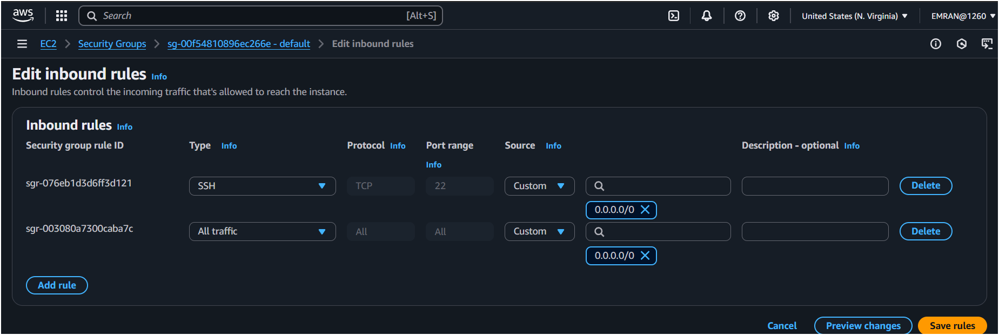 aws Search [Alt+S] United States (N. Virginia) EMRAN@1260
EC2 Security Groups sg-00f54810896ec266e - default Edit inbound rules
Edit inbound rules Info
Inbound rules control the incoming traffic that's allowed to reach the instance.
Inbound rules Info
Security group rule ID Type Info Protocol Info Port range Source Info Description - optional Info
Info
sgr-076eb1d3d6ff3d121 SSH TCP 22 Custom Delete
0.0.0.0/0
sgr-003080a7300caba7c All traffic All All Custom Delete
0.0.0.0/0
Add rule
Cancel Preview changes Save rules